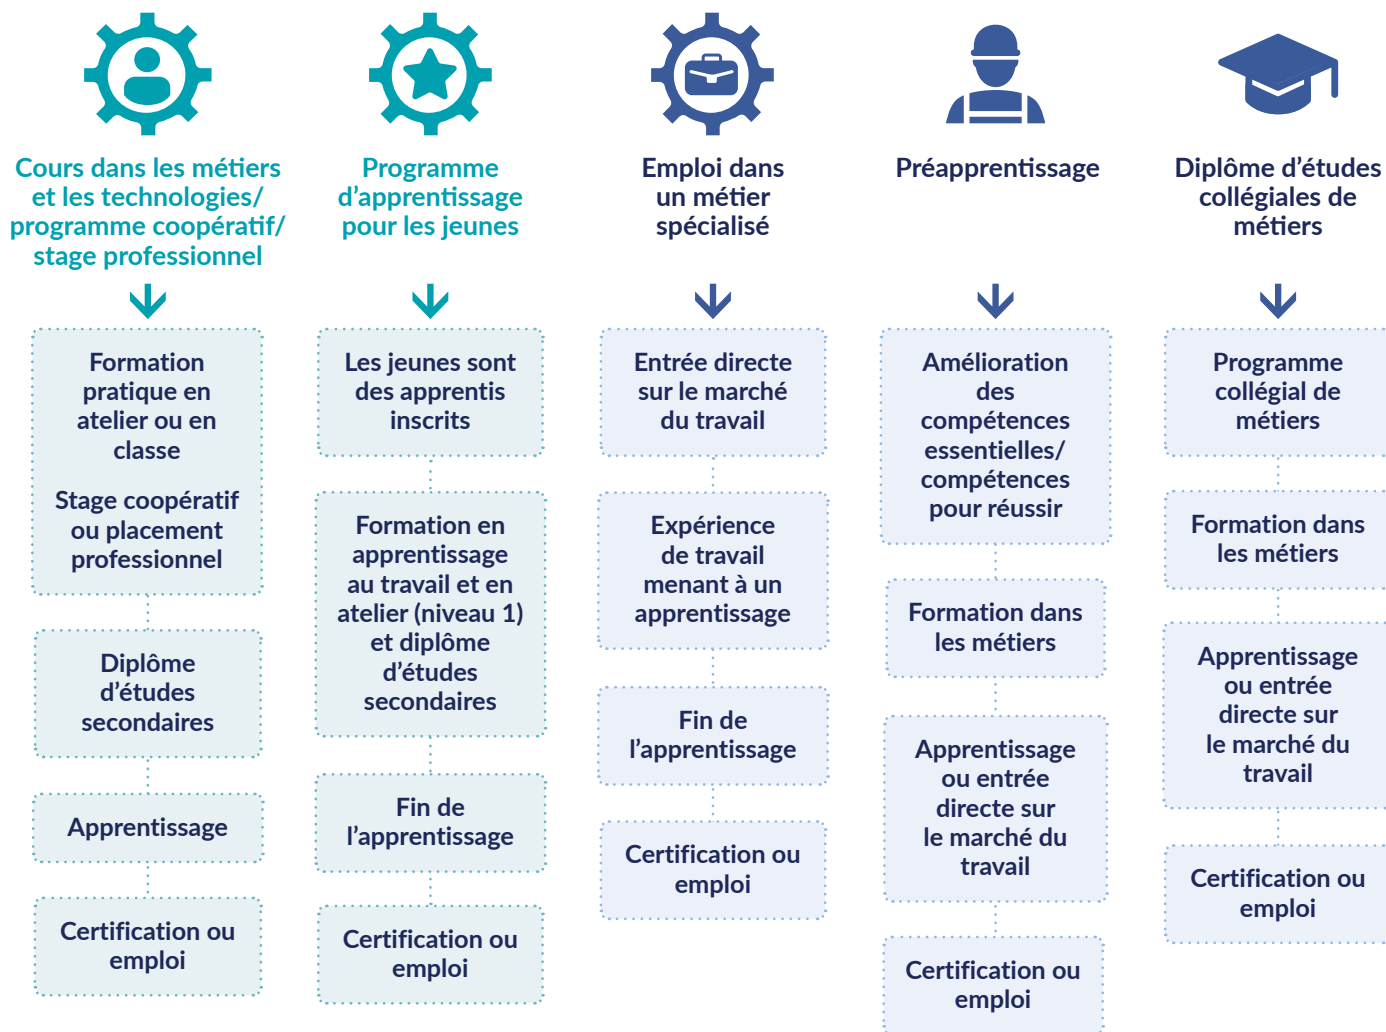 Cours dans les métiers
et les technologies/
programme coopératif/
stage professionnel
Formation
pratique en
atelier ou en
classe
Stage coopératif
ou placement
professionnel
Diplôme
d’études
secondaires
Apprentissage
Certification ou
emploi
Programme
d’apprentissage
pour les jeunes
Les jeunes sont
des apprentis
inscrits
Formation en
apprentissage
au travail et en
atelier (niveau 1)
et diplôme
d’études
secondaires
Fin de
l’apprentissage
Certification ou
emploi
Emploi dans
un métier
spécialisé
Entrée directe
sur le marché
du travail
Expérience
de travail
menant à un
apprentissage
Fin de
l’apprentissage
Certification ou
emploi
Préapprentissage
Amélioration
des
compétences
essentielles/
compétences
pour réussir
Formation dans
les métiers
Apprentissage
ou entrée
directe sur
le marché du
travail
Certification ou
emploi
Diplôme d’études
collégiales de
métiers
Programme
collégial de
métiers
Formation dans
les métiers
Apprentissage
ou entrée
directe sur
le marché du
travail
Certification ou
emploi